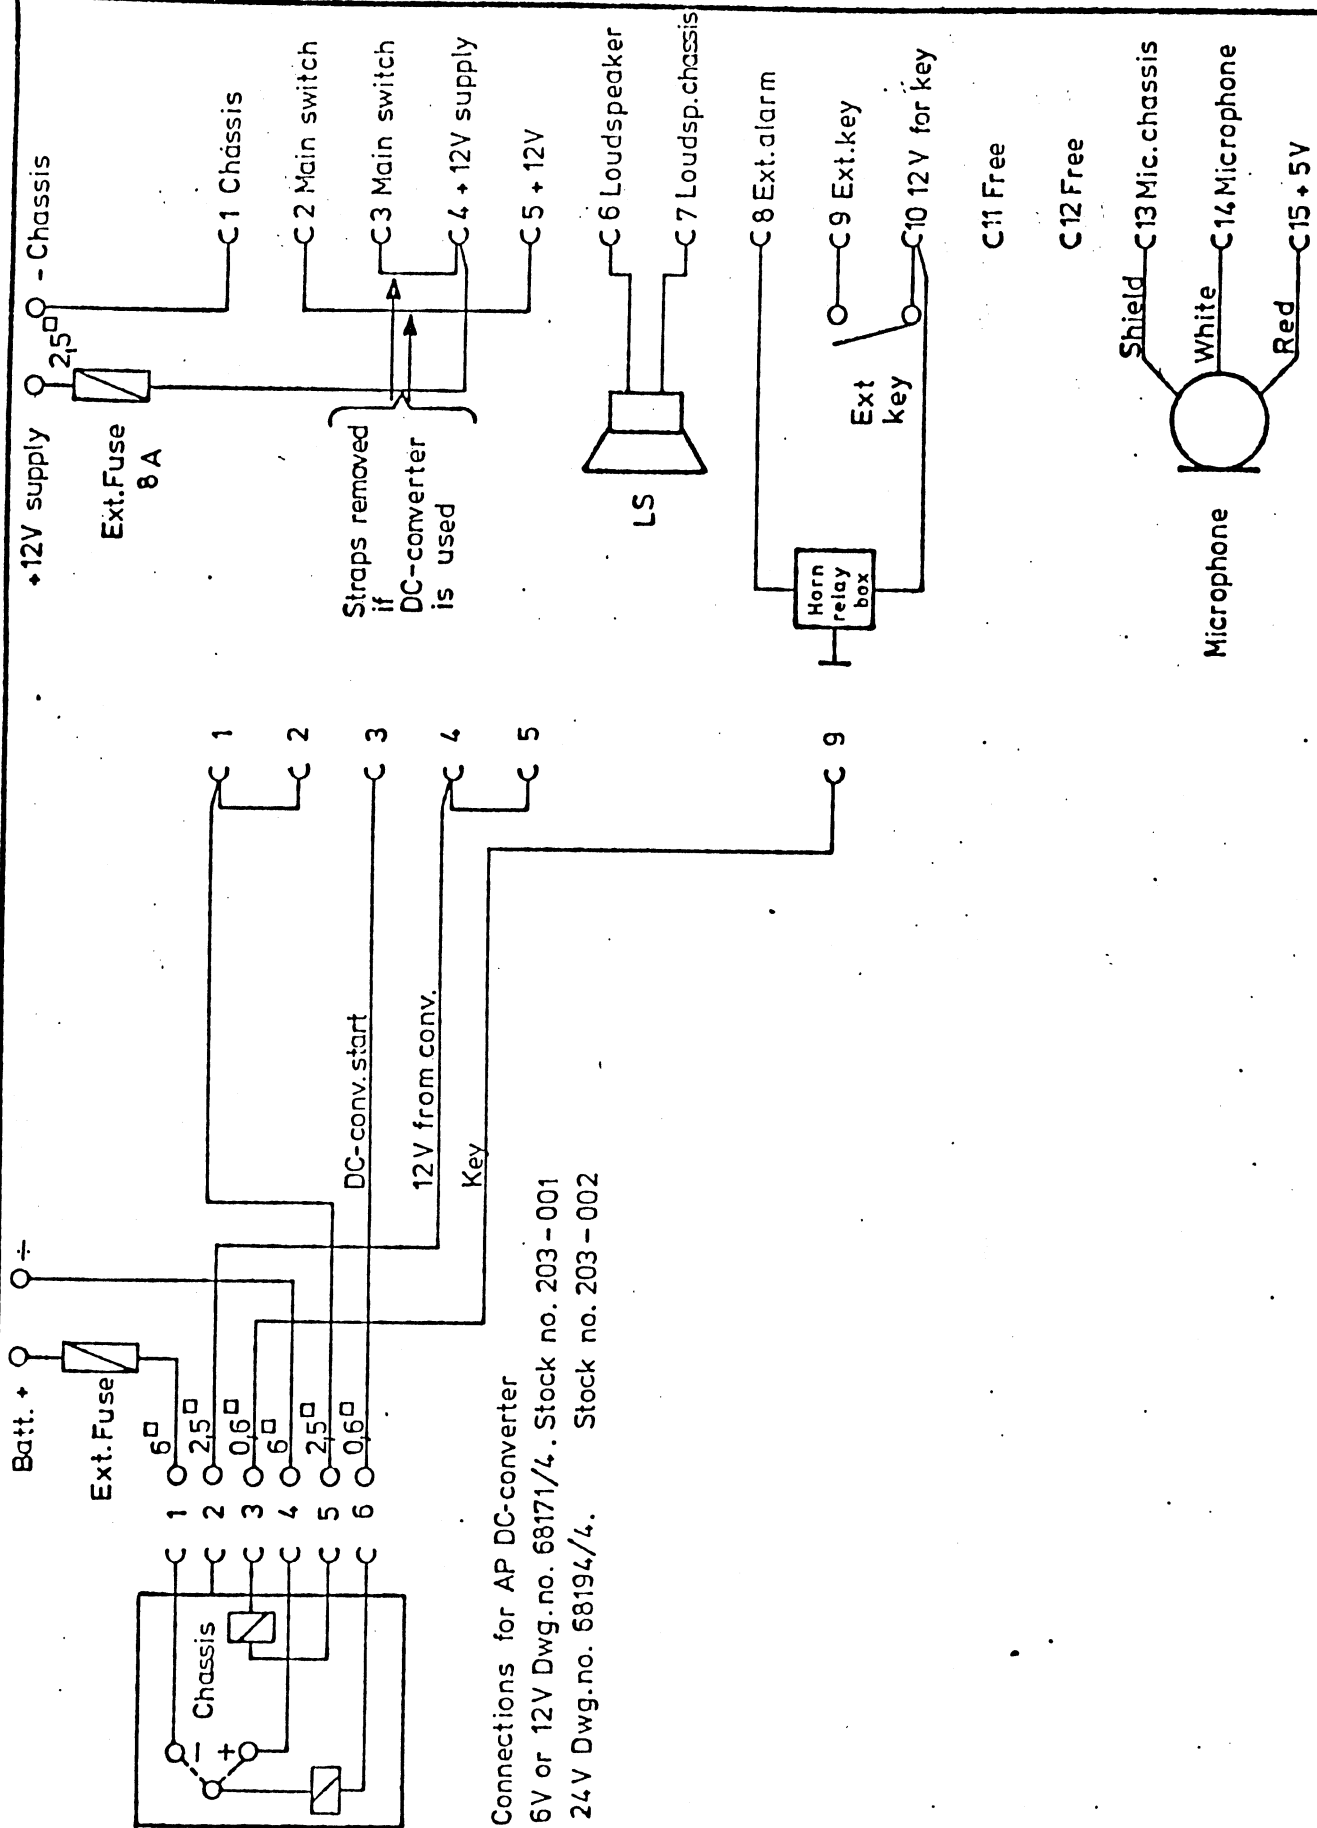 - Chassis
+12V supply
2,5□
Ext.Fuse
8 A
C1 Chassis
C2 Main switch
C3 Main switch
C4 + 12V supply
C5 + 12V
Straps removed
if
DC-converter
is used
C6 Loudspeaker
C7 Loudsp.chassis
LS
C8 Ext.alarm
C9 Ext.key
C10 12V for key
Ext
key
Horn
relay
box
C11 Free
C12 Free
C13 Mic.chassis
C14 Microphone
C15 + 5V
Shield
White
Red
Microphone
Batt. +
÷
Ext.Fuse
C 1
C 2
C 3
C 4
C 5
C 9
DC-conv.start
12V from conv.
Key
6□
2,5□
0,6□
6□
2,5□
0,6□
C 1
C 2
C 3
C 4
C 5
C 6
Chassis
-
+
Connections for AP DC-converter
6V or 12V Dwg.no. 68171/4. Stock no. 203-001
24V Dwg.no. 68194/4. Stock no. 203-002